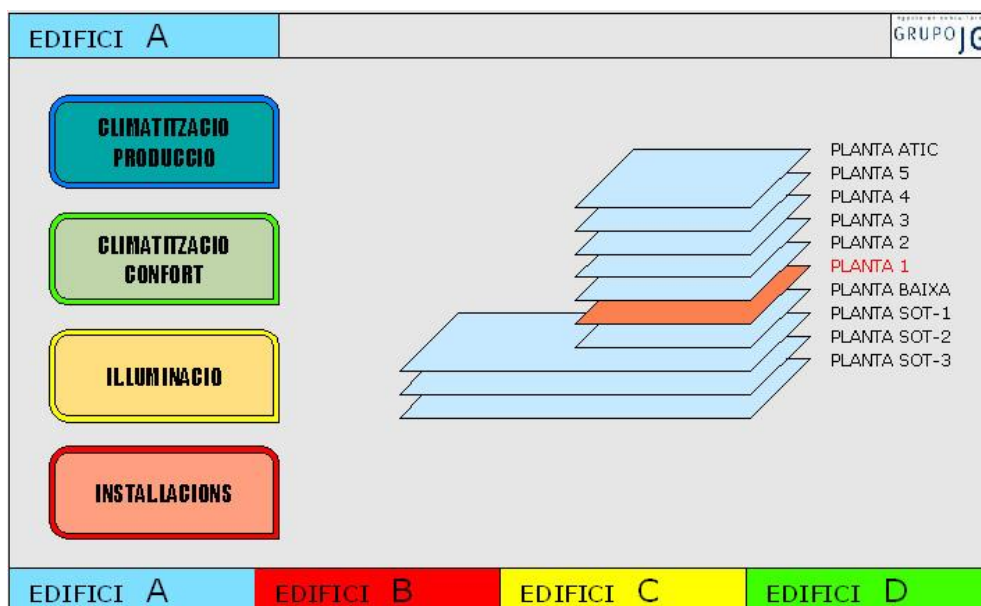 EDIFICI A
GRUPO JG
CLIMATITZACIO
PRODUCCIO
CLIMATITZACIO
CONFORT
ILLUMINACIO
INSTALLACIONS
PLANTA ATIC
PLANTA 5
PLANTA 4
PLANTA 3
PLANTA 2
PLANTA 1
PLANTA BAIXA
PLANTA SOT-1
PLANTA SOT-2
PLANTA SOT-3
EDIFICI A
EDIFICI B
EDIFICI C
EDIFICI D